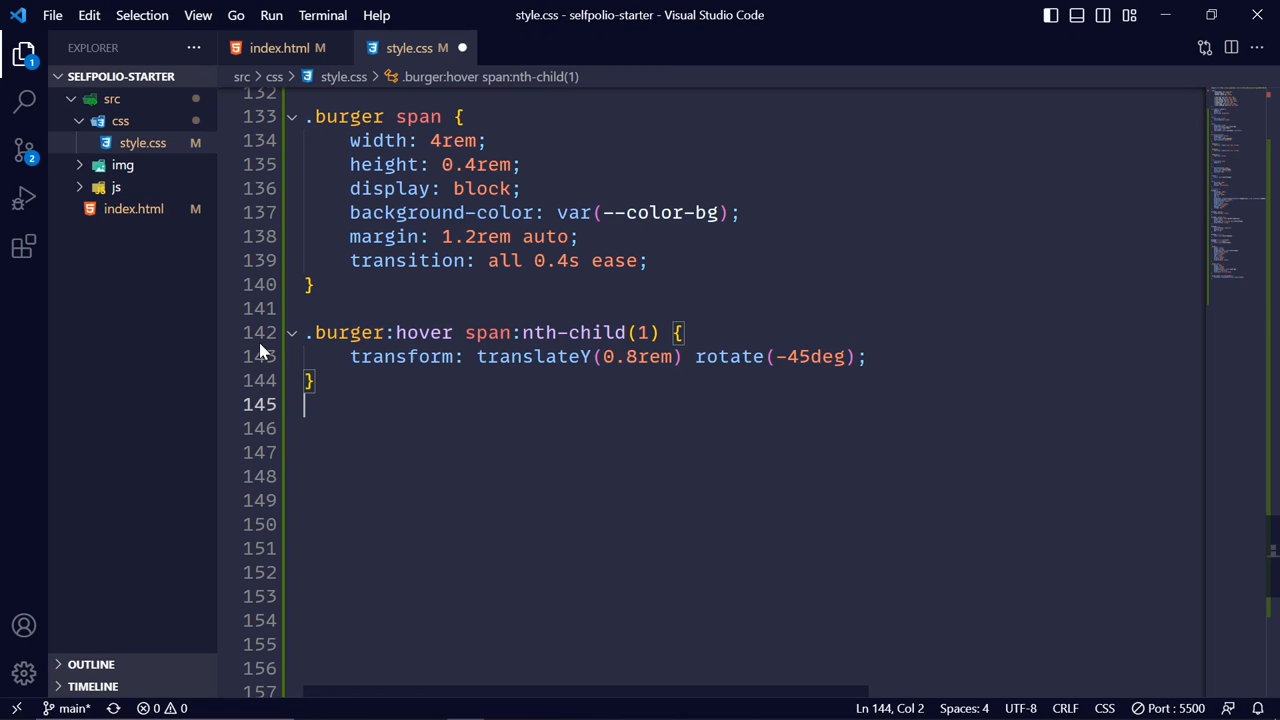 File Edit Selection View Go Run Terminal Help style.css - selfpolio-starter - Visual Studio Code
EXPLORER
index.html M
style.css M
SELFPOLIO-STARTER
src
css
style.css M
img
js
index.html M
1
2
src > css > style.css > .burger:hover span:nth-child(1)
132
133 .burger span {
134 width: 4rem;
135 height: 0.4rem;
136 display: block;
137 background-color: var(--color-bg);
138 margin: 1.2rem auto;
139 transition: all 0.4s ease;
140 }
141
142 .burger:hover span:nth-child(1) {
143 transform: translateY(0.8rem) rotate(-45deg);
144 }
145
146
147
148
149
150
151
152
153
154
155
156
157
OUTLINE
TIMELINE
main* 0 0 Ln 144, Col 2 Spaces: 4 UTF-8 CRLF CSS Port : 5500